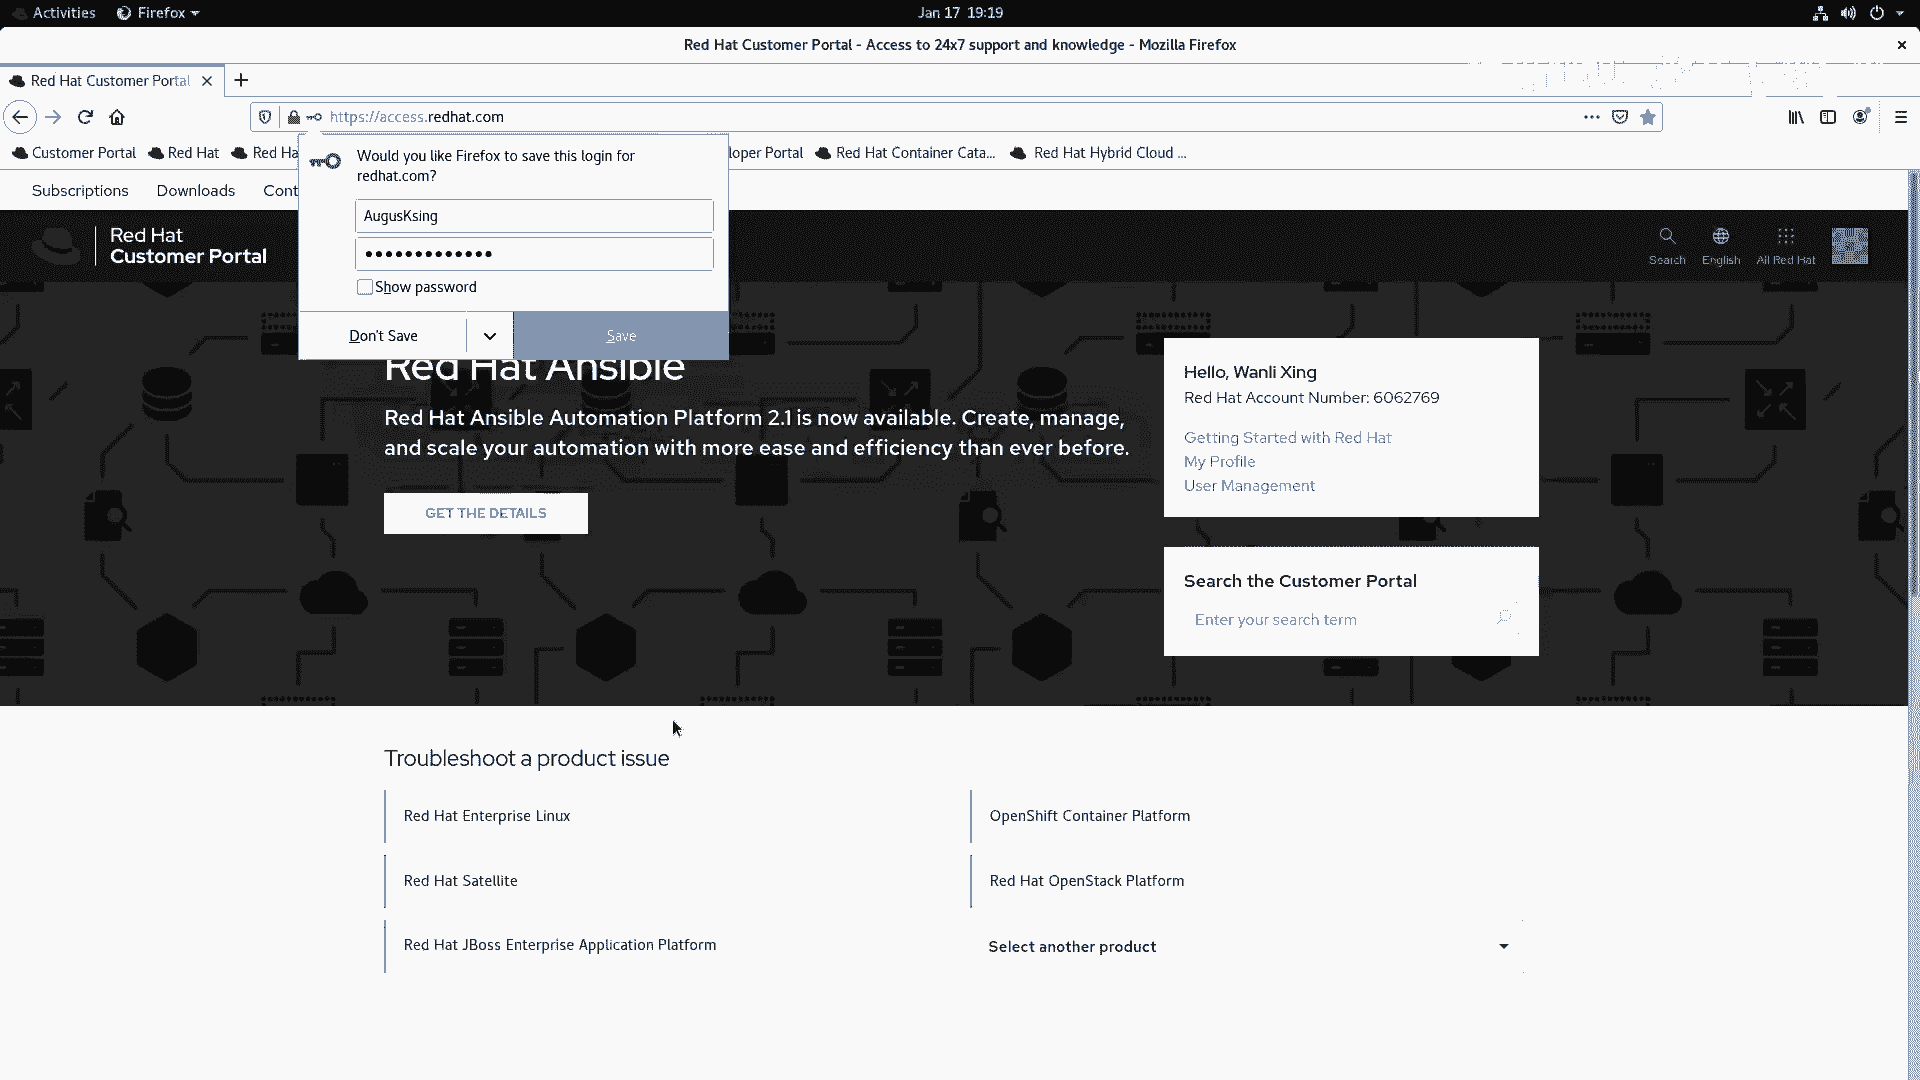 Activities
Firefox
Jan 17 19:19
Red Hat Customer Portal - Access to 24x7 support and knowledge - Mozilla Firefox
Red Hat Customer Portal
https://access.redhat.com
Customer Portal
Red Hat
Red Ha
loper Portal
Red Hat Container Cata...
Red Hat Hybrid Cloud ...
Would you like Firefox to save this login for
redhat.com?
AugusKsing
Show password
Don't Save
Save
Subscriptions
Downloads
Cont
Red Hat
Customer Portal
Search
English
All Red Hat
Red Hat Ansible
Red Hat Ansible Automation Platform 2.1 is now available. Create, manage,
and scale your automation with more ease and efficiency than ever before.
GET THE DETAILS
Hello, Wanli Xing
Red Hat Account Number: 6062769
Getting Started with Red Hat
My Profile
User Management
Search the Customer Portal
Enter your search term
Troubleshoot a product issue
Red Hat Enterprise Linux
OpenShift Container Platform
Red Hat Satellite
Red Hat OpenStack Platform
Red Hat JBoss Enterprise Application Platform
Select another product